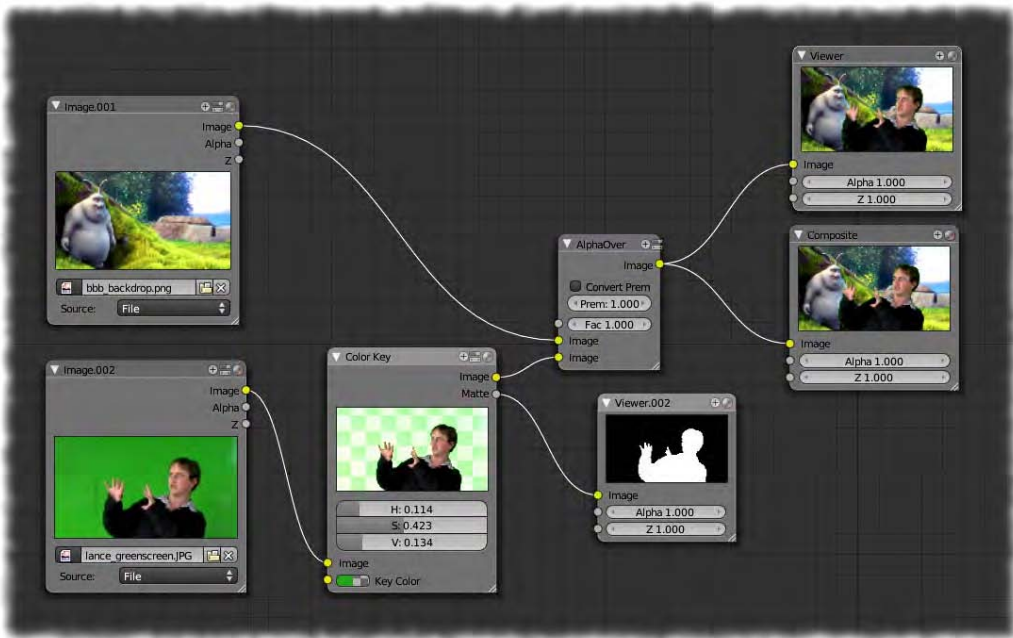 Image.001
Image
Alpha
Z
bbb_backdrop.png
Source: File
Image.002
Image
Alpha
Z
lance_greenscreen.JPG
Source: File
Color Key
Image
Matte
H: 0.114
S: 0.423
V: 0.134
Image
Key Color
AlphaOver
Image
Convert Prem
Prem: 1.000
Fac 1.000
Image
Image
Viewer.002
Image
Alpha 1.000
Z 1.000
Viewer
Image
Alpha 1.000
Z 1.000
Composite
Image
Alpha 1.000
Z 1.000